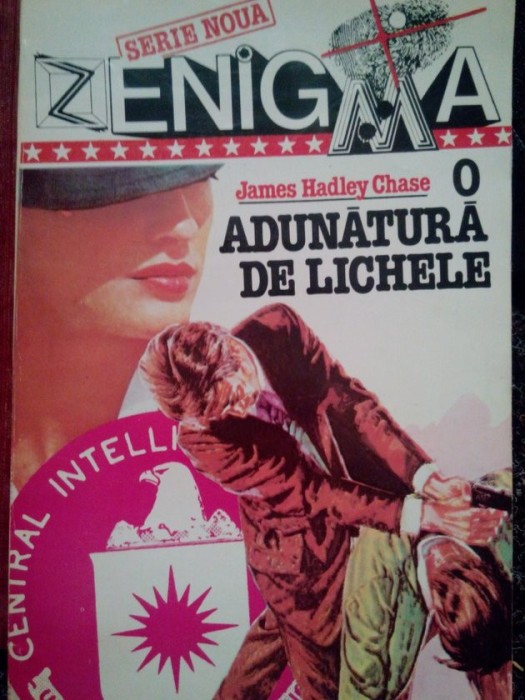 SERIE NOUA
ENIGMA
James Hadley Chase
O
ADUNĂTURĂ
DE LICHELE
CENTRAL INTELLI